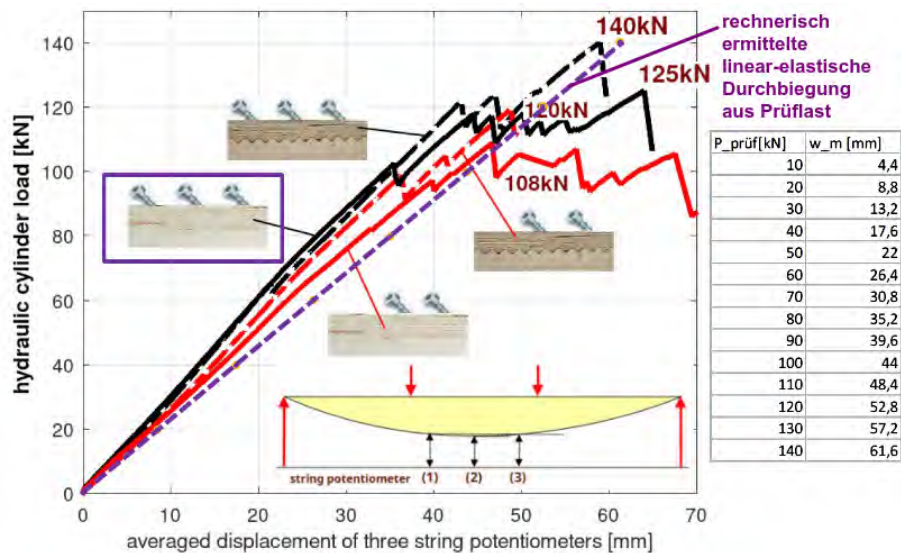 140kN
rechnerisch
ermittelte
linear-elastische
Durchbiegung
aus Prüflast
125kN
120kN
108kN
hydraulic cylinder load [kN]
140
120
100
80
60
40
20
0
0 10 20 30 40 50 60 70
averaged displacement of three string potentiometers [mm]
string potentiometer (1) (2) (3)
P_prüf[kN] w_m [mm]
10 4,4
20 8,8
30 13,2
40 17,6
50 22
60 26,4
70 30,8
80 35,2
90 39,6
100 44
110 48,4
120 52,8
130 57,2
140 61,6